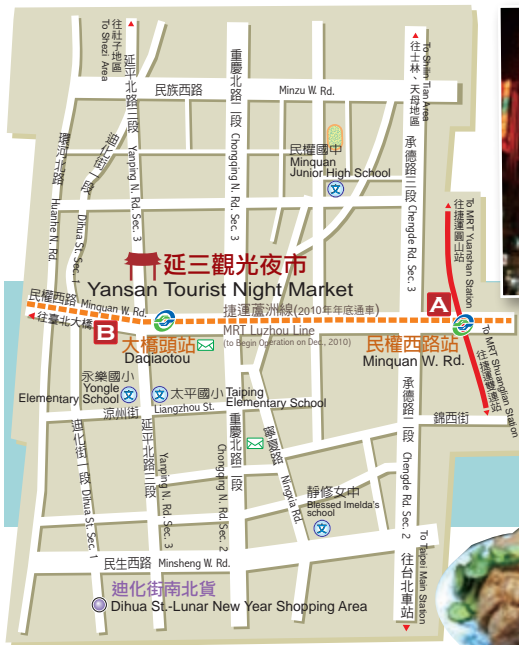 往社子地區
To Shezi Area
延平北路三段
Yanping N. Rd. Sec. 3
重慶北路三段
Chongqing N. Rd. Sec. 3
To Shilin Tian Area
往士林、天母地區
民族西路
Minzu W. Rd.
環河北路
Huanhe N. Rd.
迪化街一段
Dihua St. Sec. 1
民權國中
Minquan
Junior High School
文
承德路三段
Chengde Rd. Sec. 3
To MRT Yuanshan Station
往捷運圓山站
延三觀光夜市
Yansan Tourist Night Market
民權西路 Minquan W. Rd.
往臺北大橋
B
捷運蘆洲線(2010年年底通車)
MRT Luzhou Line
(to Begin Operation on Dec., 2010)
A
大橋頭站
Daqiaotou
民權西路站
Minquan W. Rd.
To MRT Shuanglian Station
往捷運雙連站
永樂國小
Yongle
Elementary School
文
文
太平國小 Taiping
Elementary School
涼州街
Liangzhou St.
錦西街
迪化街一段
Dihua St. Sec. 1
延平北路二段
Yanping N. Rd. Sec. 3
重慶北路二段
Chongqing N. Rd. Sec. 2
寧夏路
Ningxia Rd.
靜修女中
Blessed Imelda's
school
文
承德路二段
Chengde Rd. Sec. 2
To Taipei Main Station
往台北車站
民生西路
Minsheng W. Rd.
迪化街南北貨
Dihua St.-Lunar New Year Shopping Area